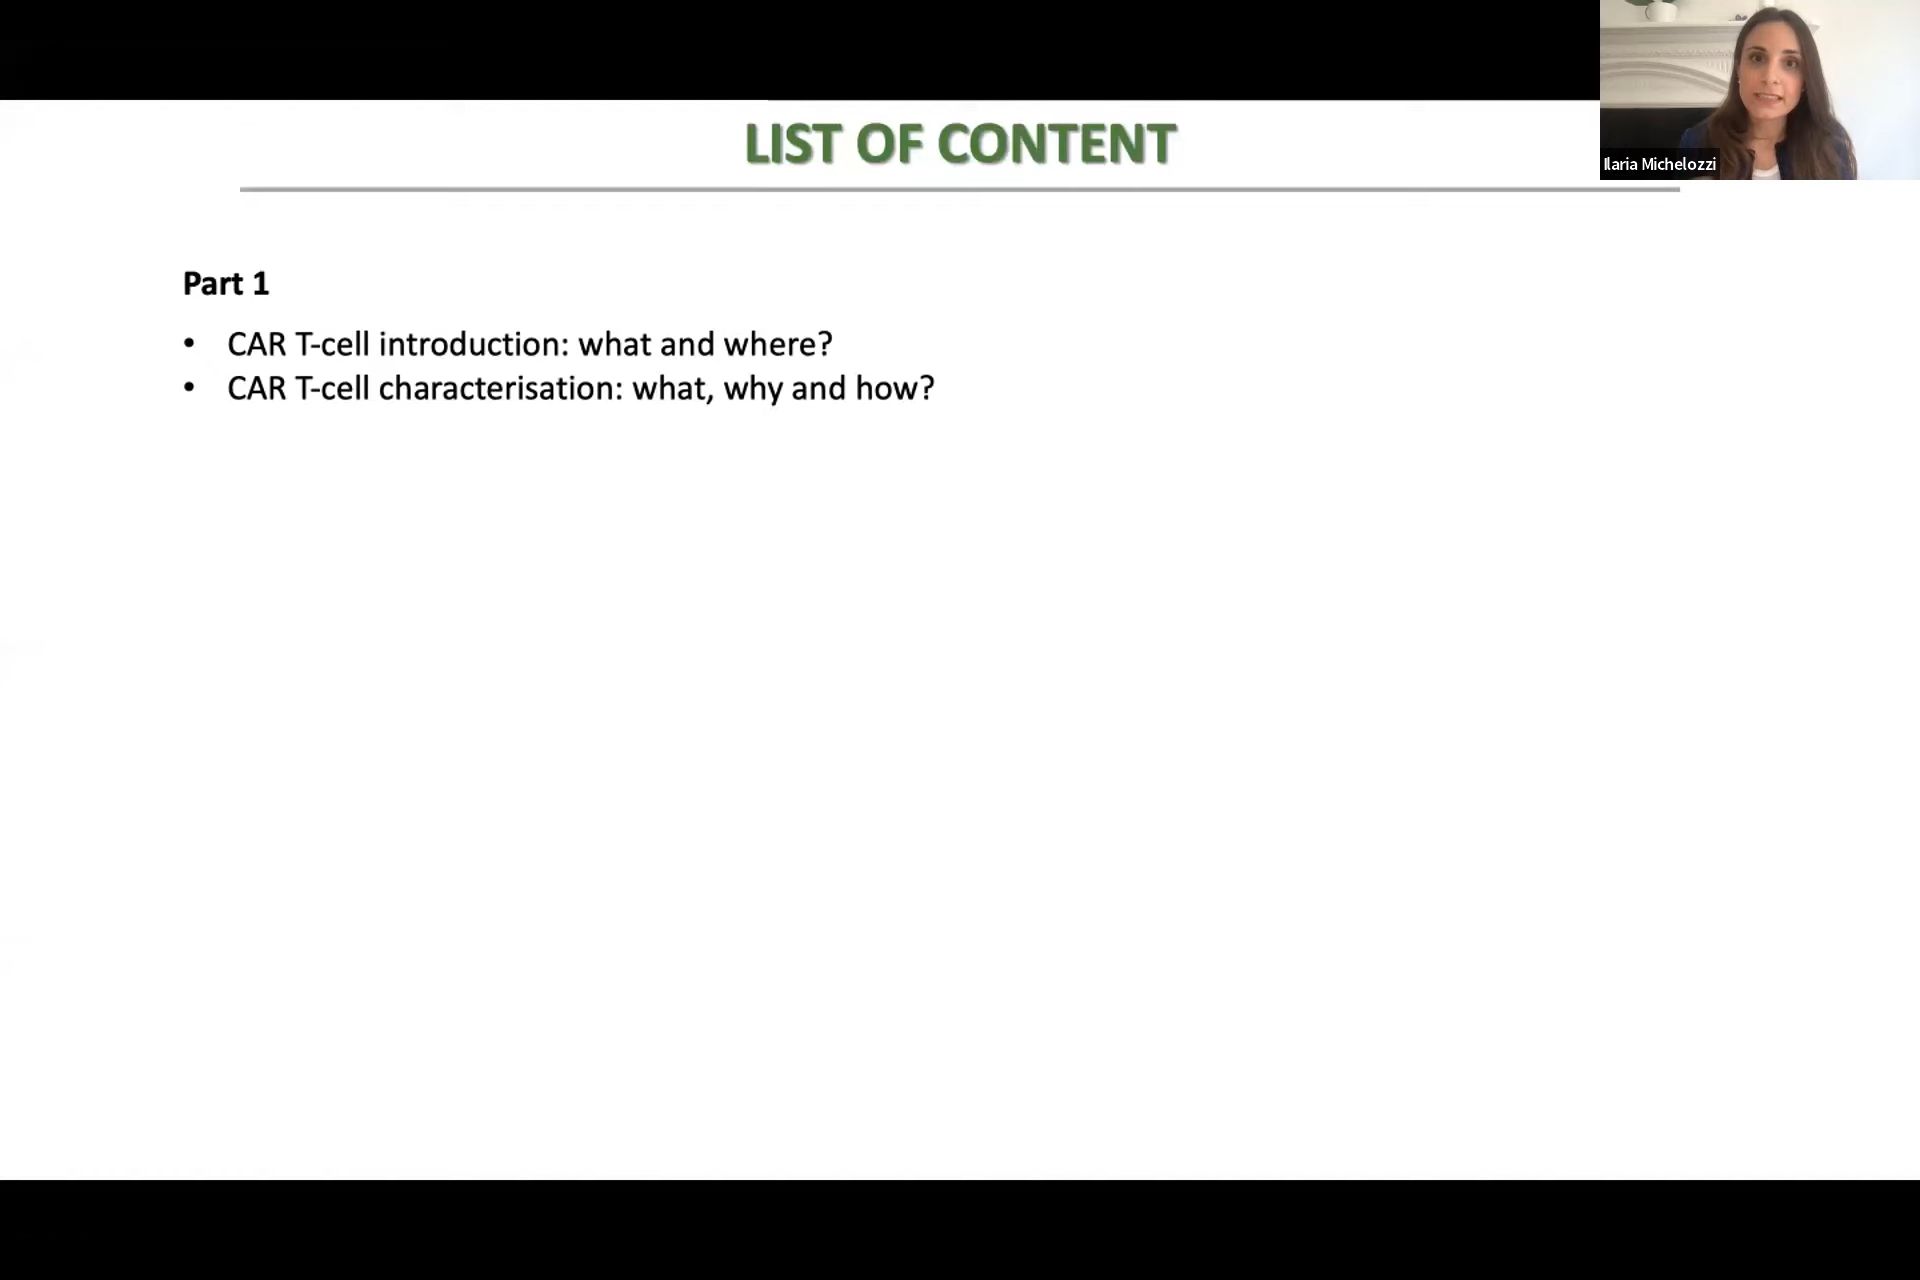 LIST OF CONTENT
Ilaria Michelozzi
Part 1
• CAR T-cell introduction: what and where?
• CAR T-cell characterisation: what, why and how?